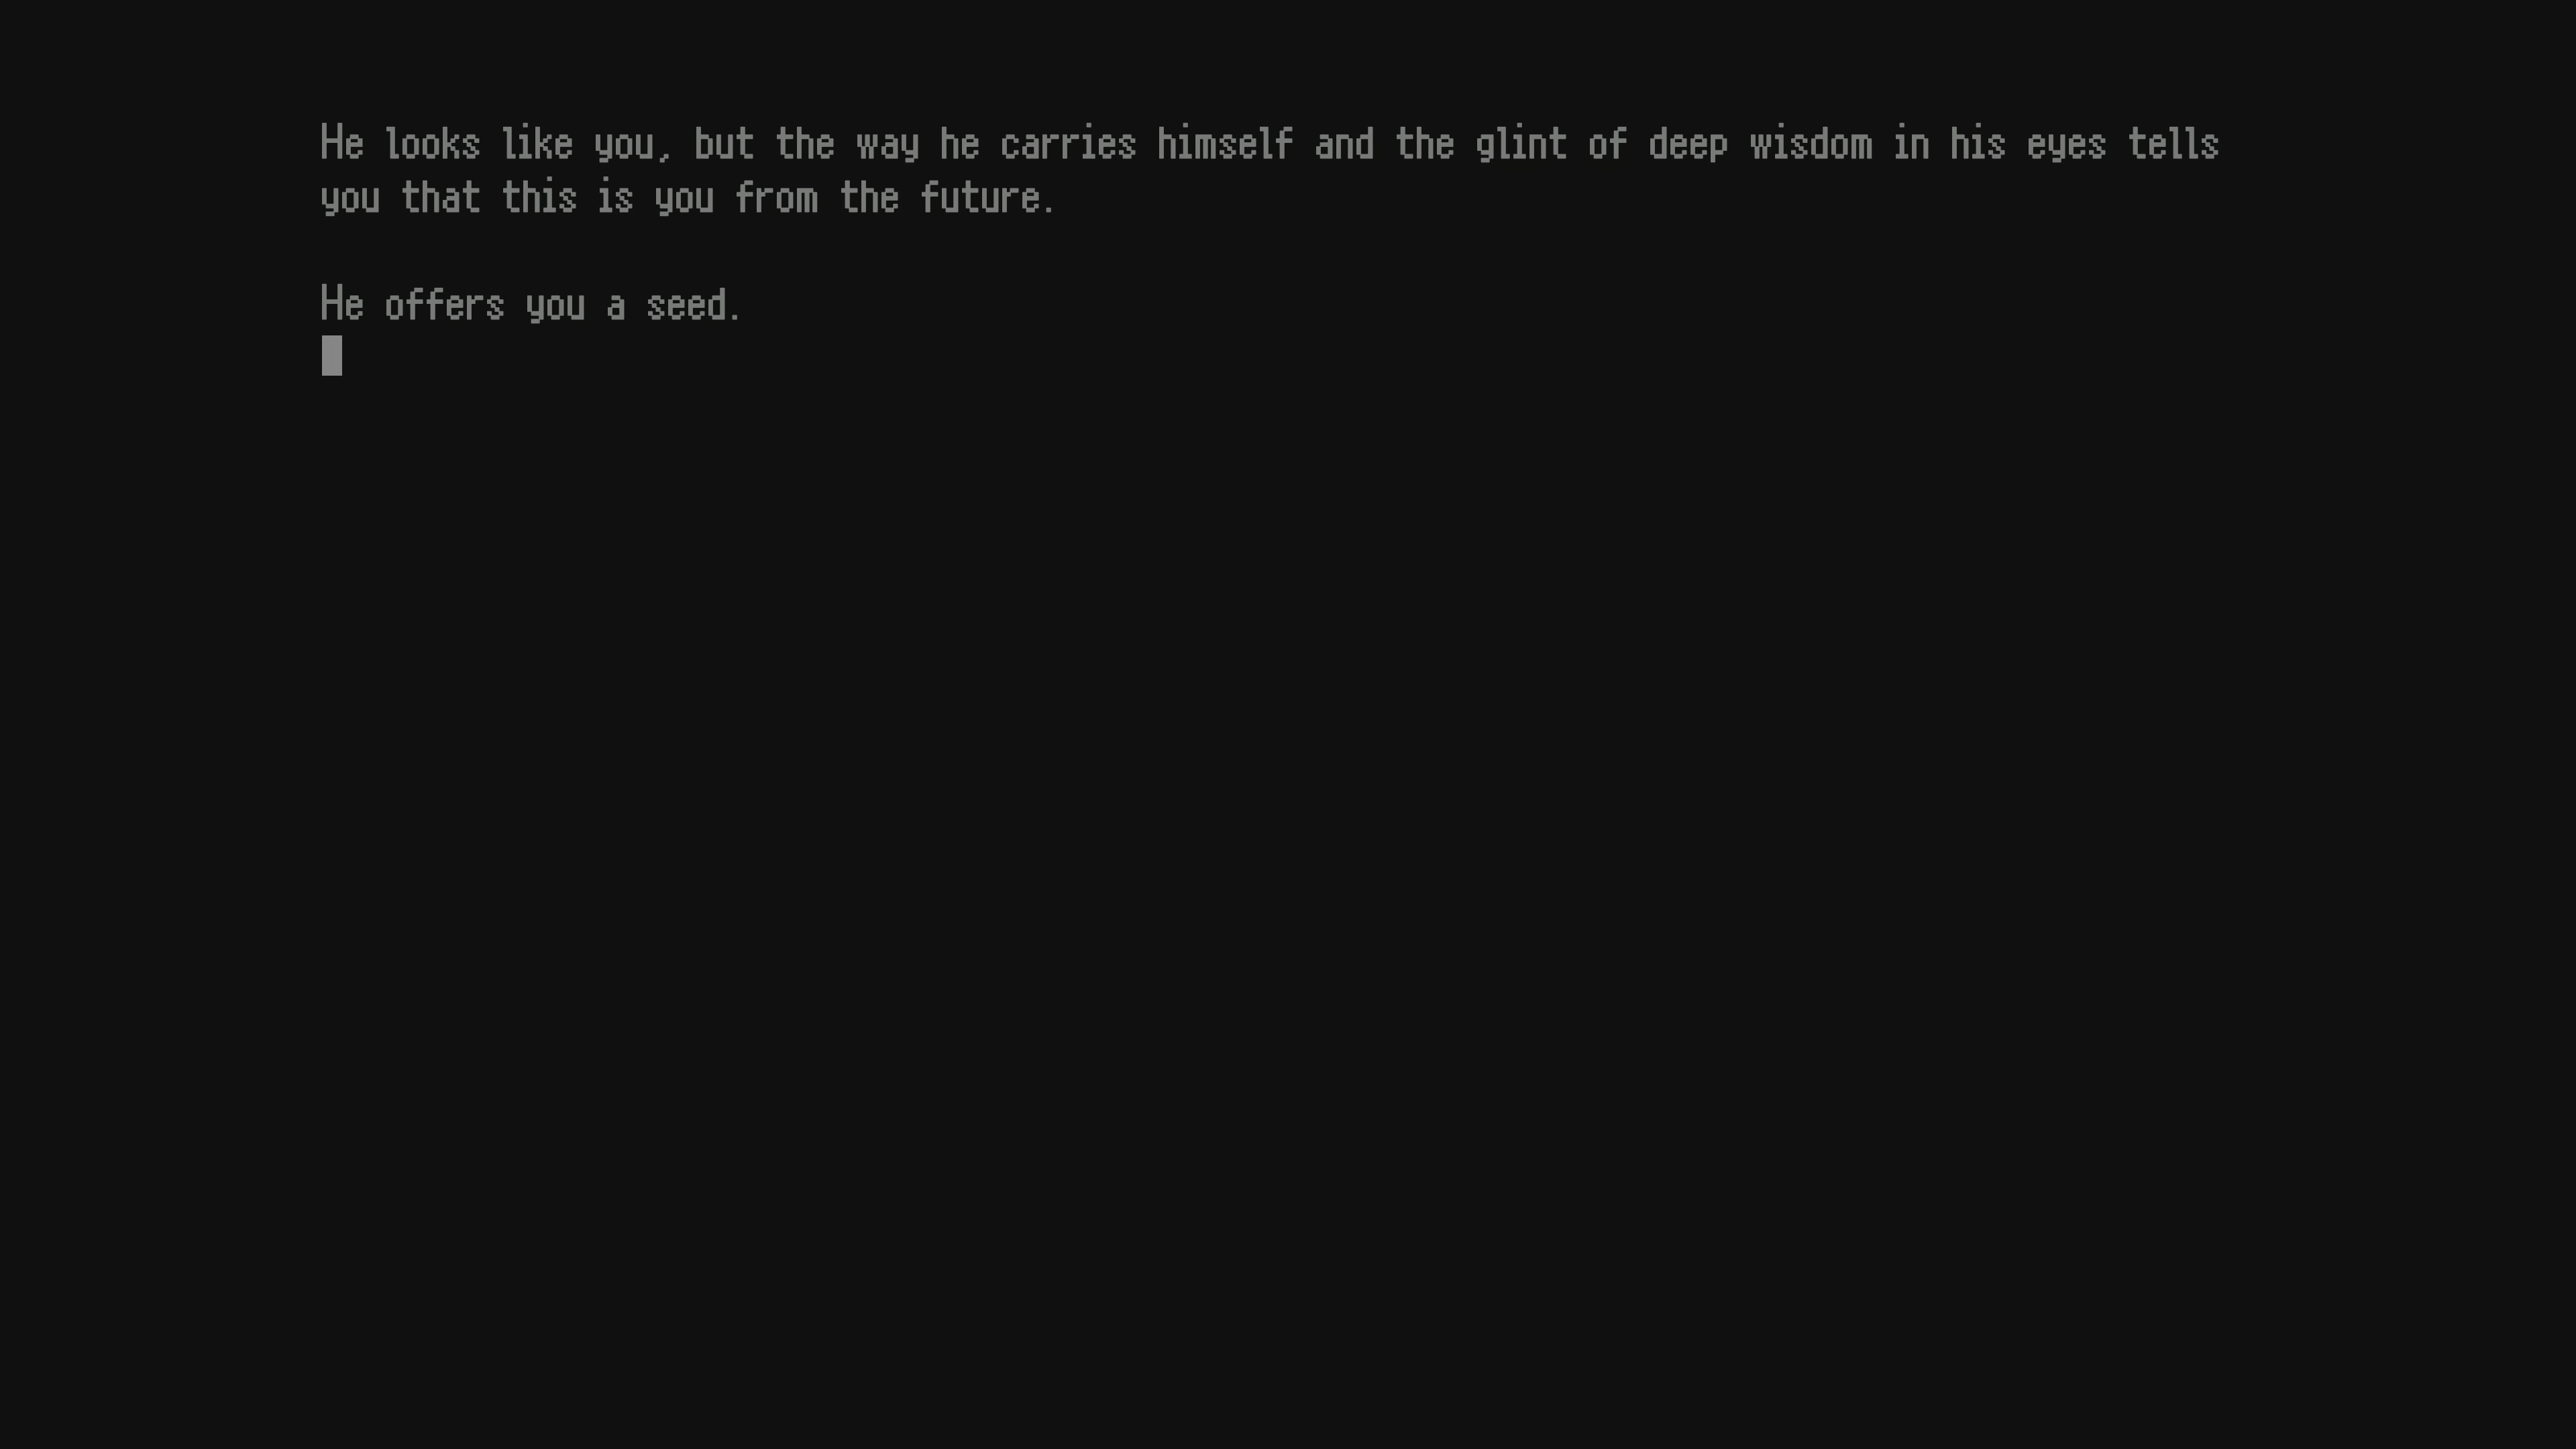 He looks like you, but the way he carries himself and the glint of deep wisdom in his eyes tells
you that this is you from the future.
He offers you a seed.